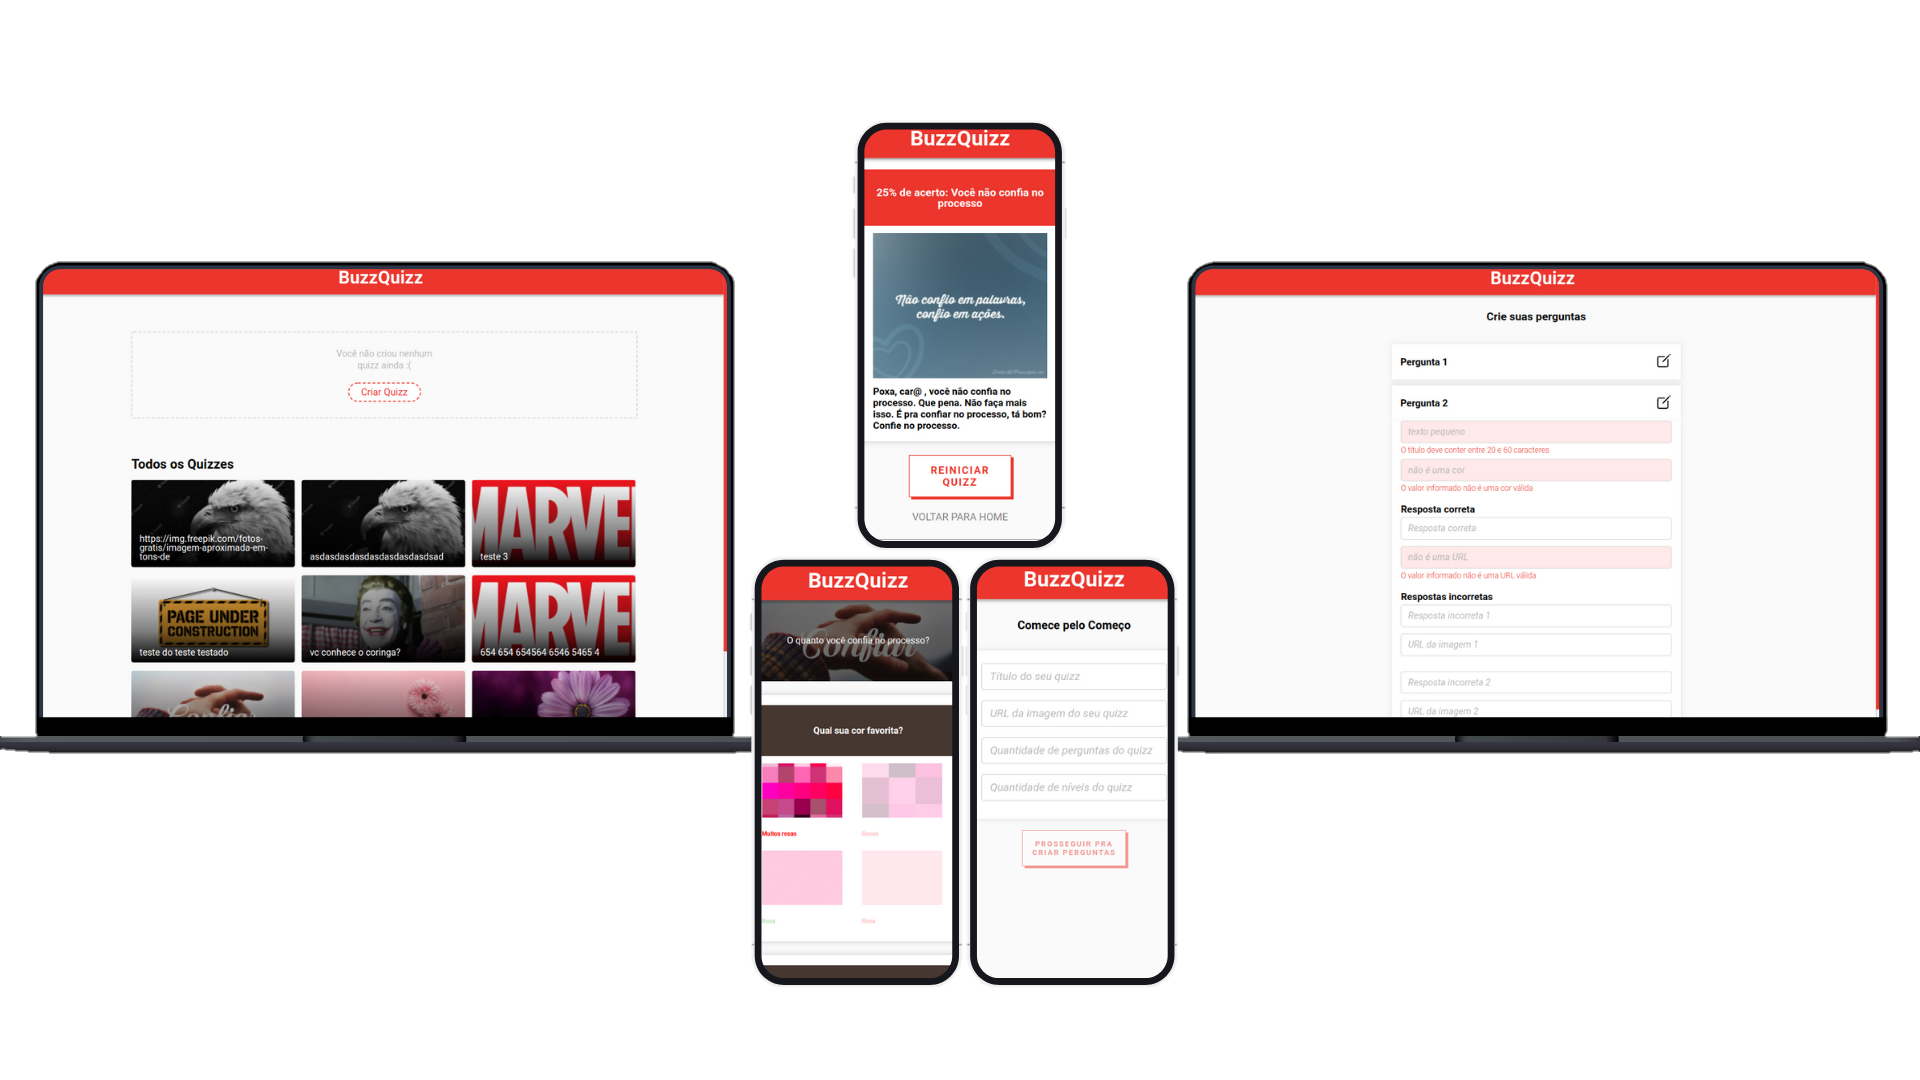 BuzzQuizz
Você não criou nenhum
quizz ainda :(
Criar Quizz
Todos os Quizzes
https://img.freepik.com/fotos-
gratis/imagem-aproximada-em-
tons-de
asdasdasdasdasdasdasdasdsad
MARVE
teste 3
PAGE UNDER
CONSTRUCTION
teste do teste testado
vc conhece o coringa?
MARVE
654 654 654564 6546 5465 4
Confiar
BuzzQuizz
25% de acerto: Você não confia no
processo
Não confio em palavras,
confio em ações.
Poxa, car@ , você não confia no
processo. Que pena. Não faça mais
isso. É pra confiar no processo, tá bom?
Confie no processo.
REINICIAR
QUIZZ
VOLTAR PARA HOME
BuzzQuizz
O quanto você confia no processo?
Confiar
Qual sua cor favorita?
Muitos rosas
Rosas
Rosa
BuzzQuizz
Comece pelo Começo
Título do seu quizz
URL da imagem do seu quizz
Quantidade de perguntas do quizz
Quantidade de níveis do quizz
PROSSEGUIR PRA
CRIAR PERGUNTAS
BuzzQuizz
Crie suas perguntas
Pergunta 1
Pergunta 2
texto pequeno
O título deve conter entre 20 e 60 caracteres
não é uma cor
O valor informado não é uma cor válida
Resposta correta
Resposta correta
não é uma URL
O valor informado não é uma URL válida
Respostas incorretas
Resposta incorreta 1
URL da imagem 1
Resposta incorreta 2
URL da imagem 2